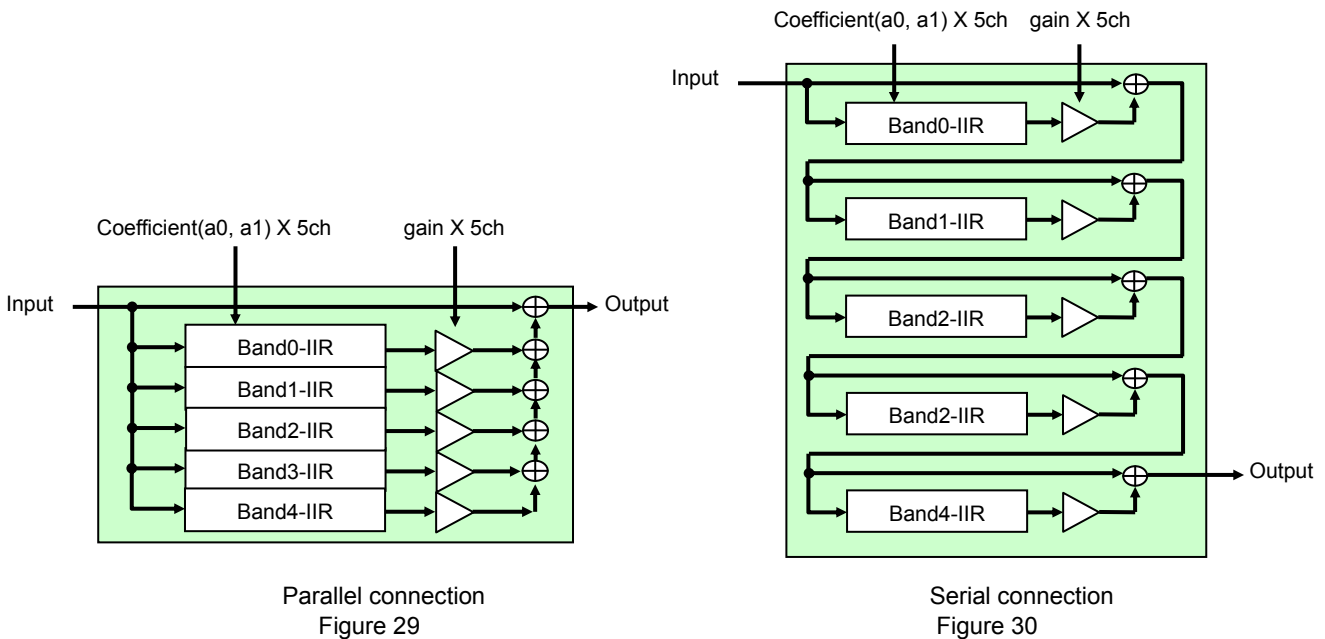 Coefficient(a0, a1) X 5ch gain X 5ch
Input
Band0-IIR
Band1-IIR
Band2-IIR
Band3-IIR
Band4-IIR
Output
Parallel connection
Figure 29
Coefficient(a0, a1) X 5ch gain X 5ch
Input
Band0-IIR
Band1-IIR
Band2-IIR
Band2-IIR
Band4-IIR
Output
Serial connection
Figure 30